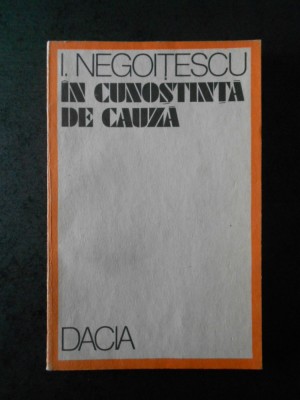 I. NEGOIȚESCU
ÎN CUNOȘTINȚĂ
DE CAUZĂ
DACIA